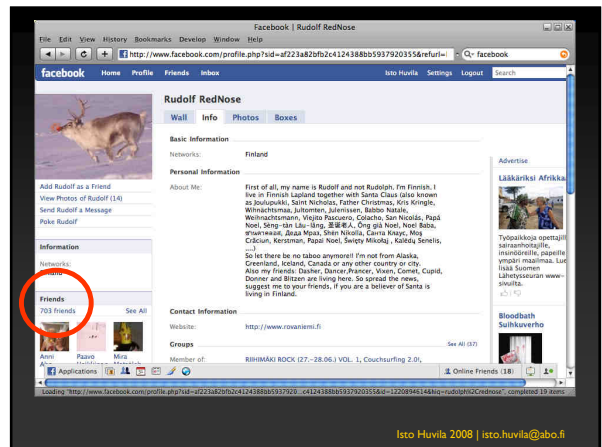 Facebook | Rudolf RedNose
File Edit View History Bookmarks Develop Window Help
http://www.facebook.com/profile.php?sid=af223a82bfb2c4124388bb5937920355&refurl=
Q- facebook
facebook Home Profile Friends Inbox Isto Huvila Settings Logout Search
Rudolf RedNose
Wall Info Photos Boxes
Basic Information
Networks: Finland
Personal Information
About Me: First of all, my name is Rudolf and not Rudolph. I'm Finnish. I
live in Finnish Lapland together with Santa Claus (also known
as Joulupukki, Saint Nicholas, Father Christmas, Kris Kringle,
Wihnachtsmaa, Jultomten, Julenissen, Babbo Natale,
Weihnachtsmann, Viejito Pascuero, Colacho, San Nicolás, Papá
Noel, Sèng-tàn Lāu-lâng, 圣诞老人, Ông già Noel, Noel Baba,
Дед Мраз, Shën Nikolla, Санта Клаус, Moş
Crăciun, Kerstman, Papai Noel, Święty Mikołaj, Kalėdų Senelis,
....)
So let there be no taboo anymore!! I'm not from Alaska,
Greenland, Iceland, Canada or any other country or city.
Also my friends: Dasher, Dancer,Prancer, Vixen, Comet, Cupid,
Donner and Blitzen are living here. So spread the news,
suggest me to your friends, if you are a believer of Santa is
living in Finland.
Contact Information
Website: http://www.rovaniemi.fi
Groups See All (37)
Member of: RIHIMÄKI ROCK (27.-28.06.) VOL. 1, Couchsurfing 2.0!,
Add Rudolf as a Friend
View Photos of Rudolf (14)
Send Rudolf a Message
Poke Rudolf
Information
Networks:
Finland
Friends
703 friends See All
Anni Paavo Mira
Advertise
Lääkäriksi Afrikka
Työpaikkoja opettajill
sairaanhoitajille,
insinööreille, papeille
ympäri maailmaa. Lue
lisää Suomen
Lähetysseuran www-
sivuilta.
Bloodbath
Suihkuverho
Applications Online Friends (18) 1
Isto Huvila 2008 | isto.huvila@abo.fi